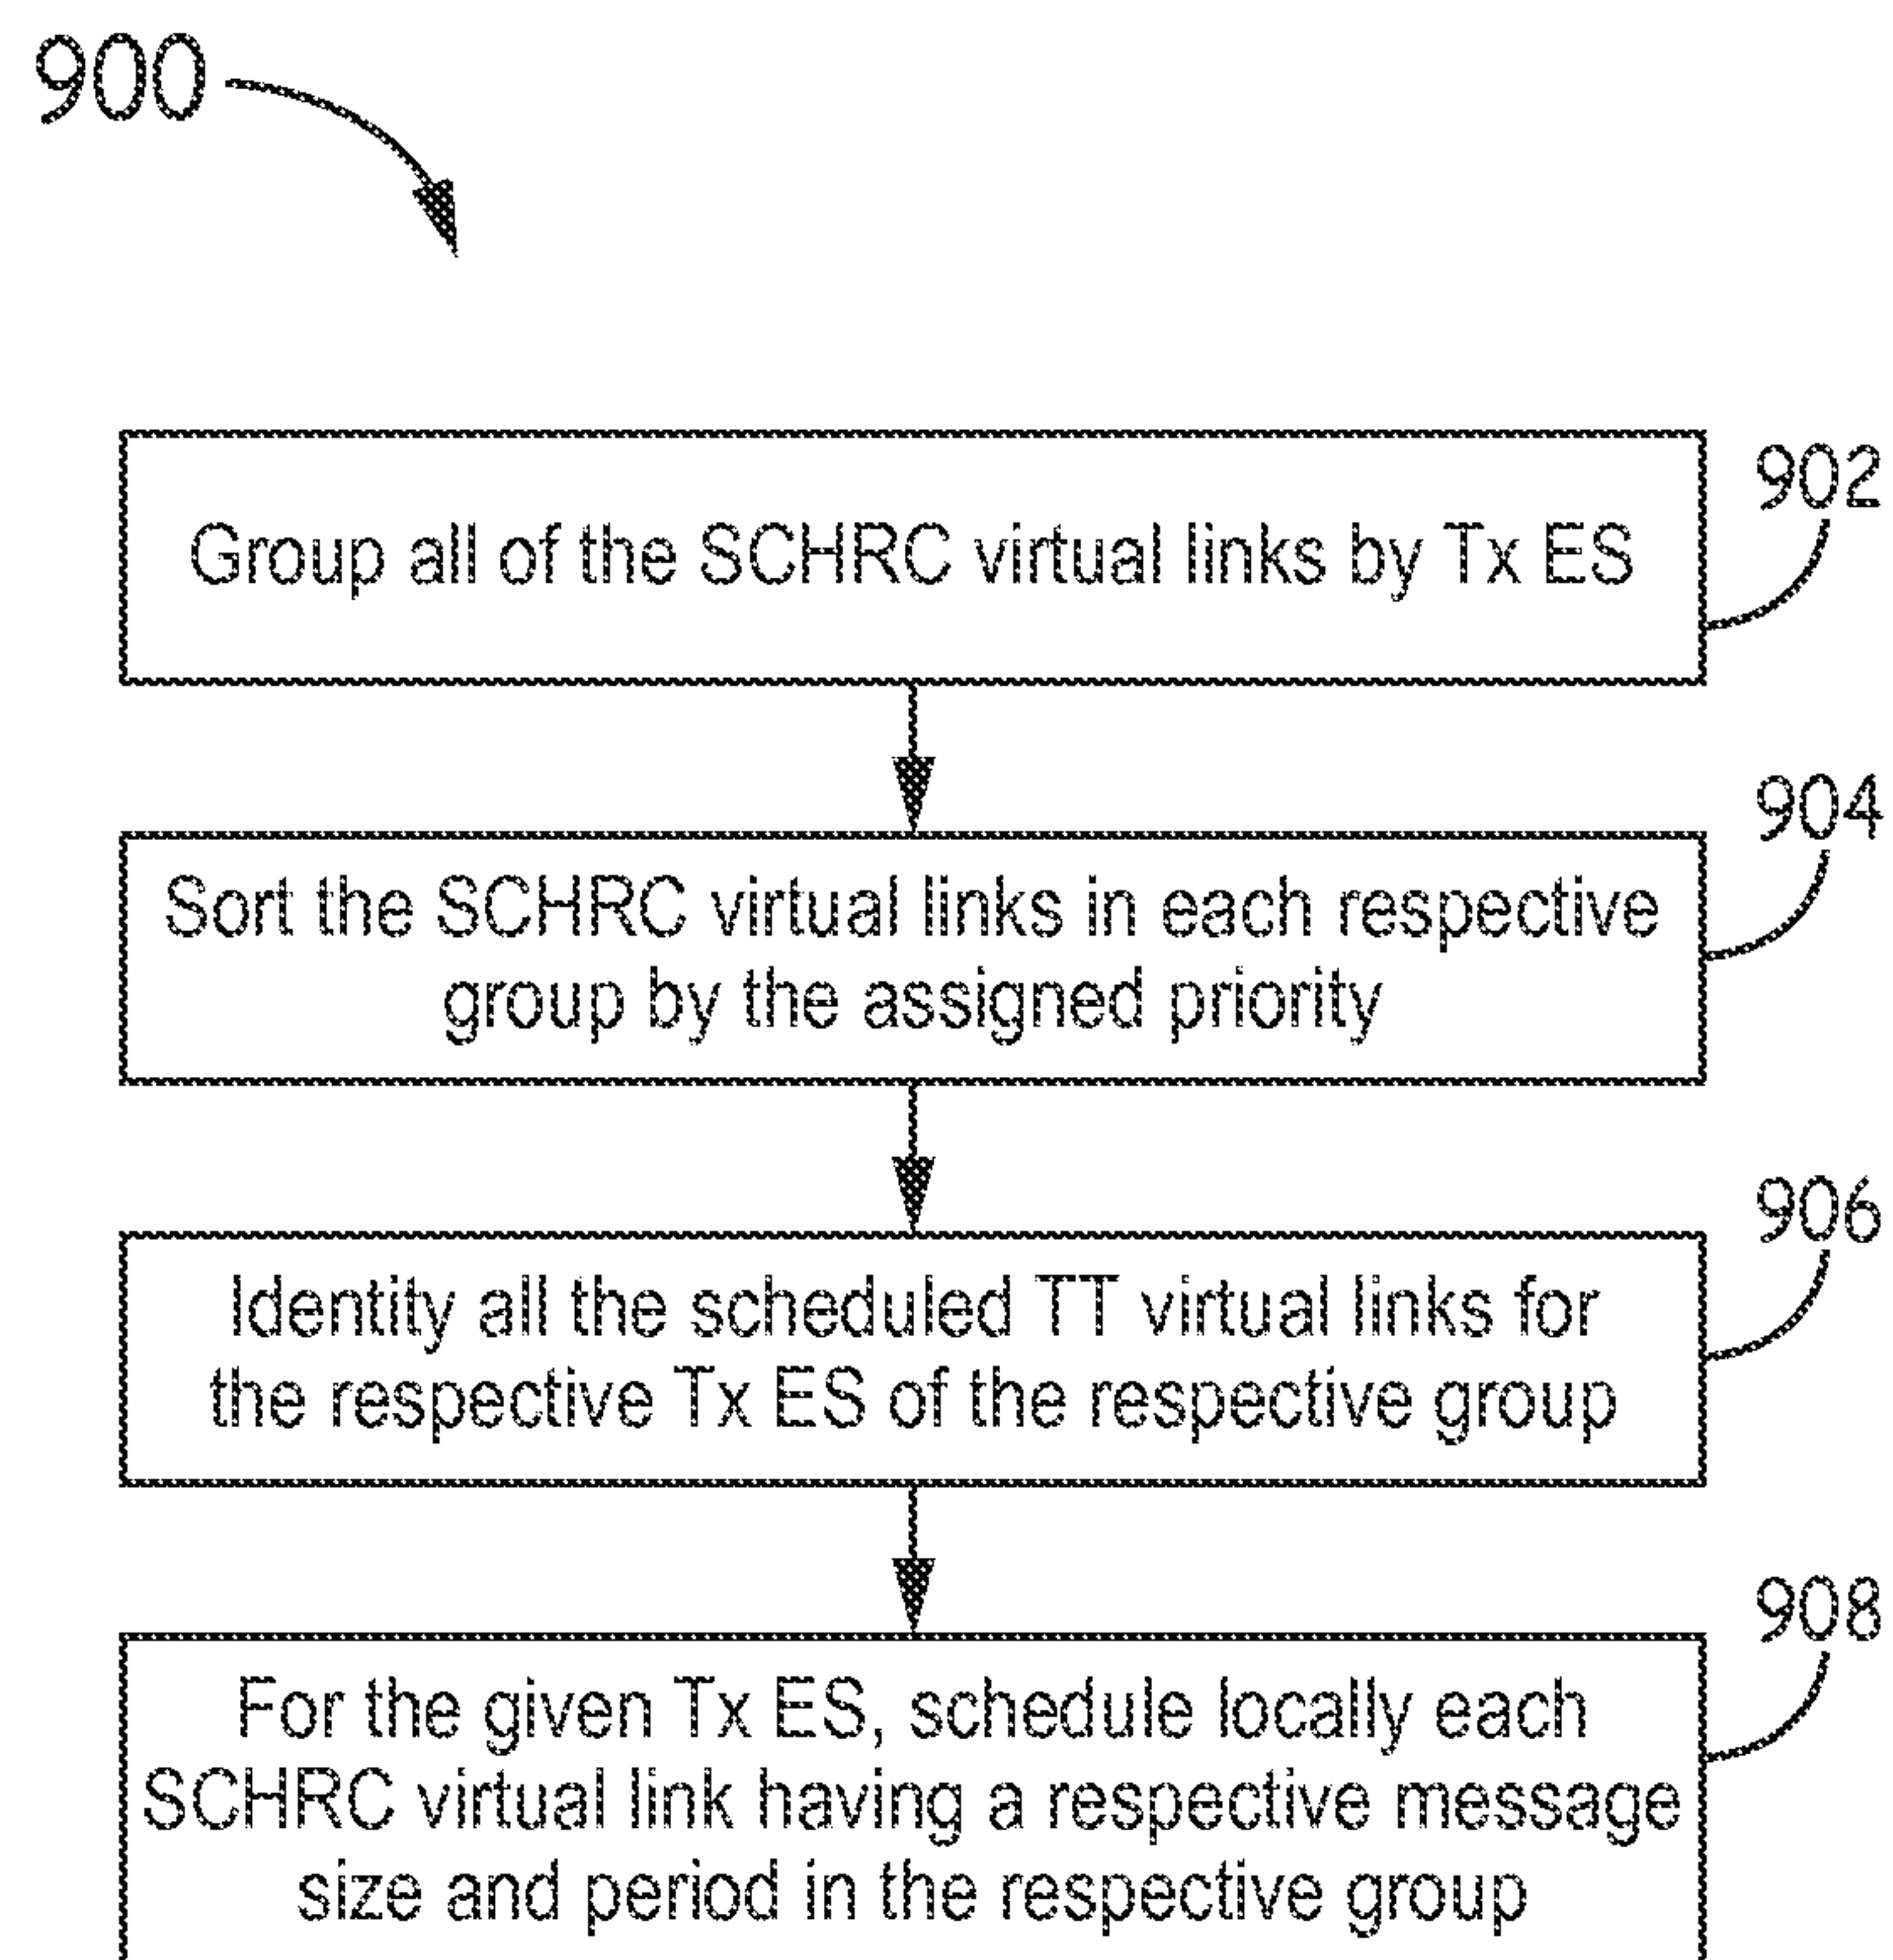 900
902
Group all of the SCHRC virtual links by Tx ES
904
Sort the SCHRC virtual links in each respective
group by the assigned priority
906
Identity all the scheduled TT virtual links for
the respective Tx ES of the respective group
908
For the given Tx ES, schedule locally each
SCHRC virtual link having a respective message
size and period in the respective group